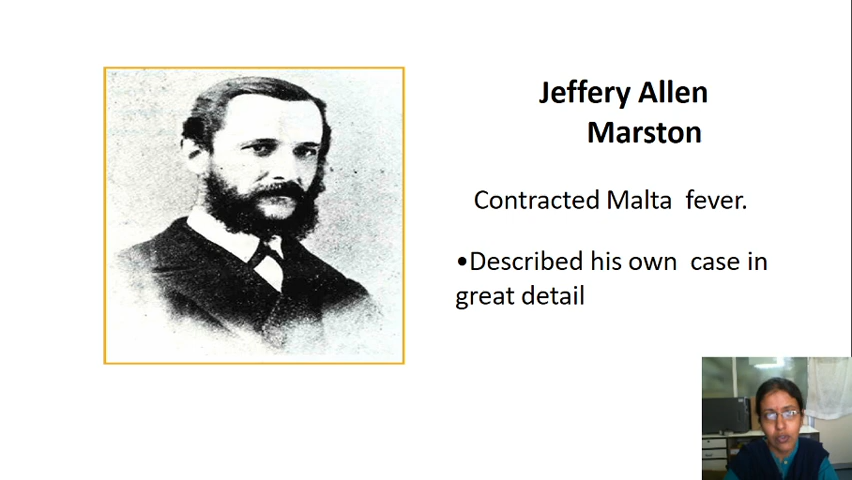 Jeffery Allen
Marston
Contracted Malta fever.
•Described his own case in
great detail